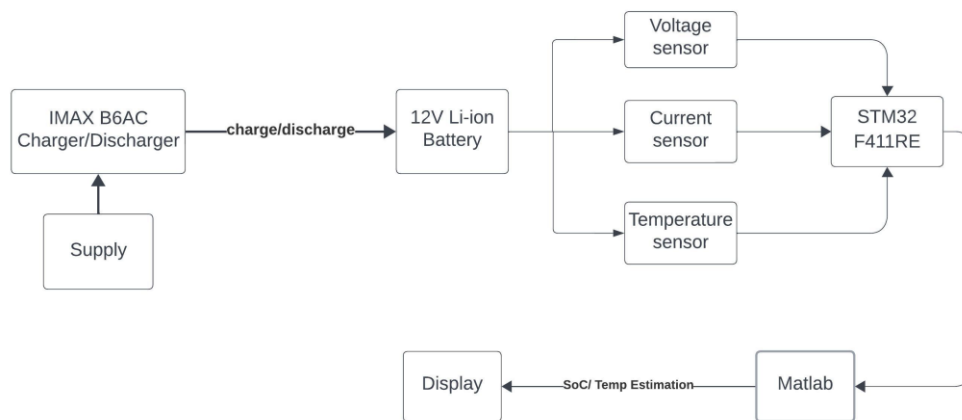 Voltage
sensor
IMAX B6AC
Charger/Discharger
charge/discharge
12V Li-ion
Battery
Current
sensor
STM32
F411RE
Supply
Temperature
sensor
Display
SoC/ Temp Estimation
Matlab